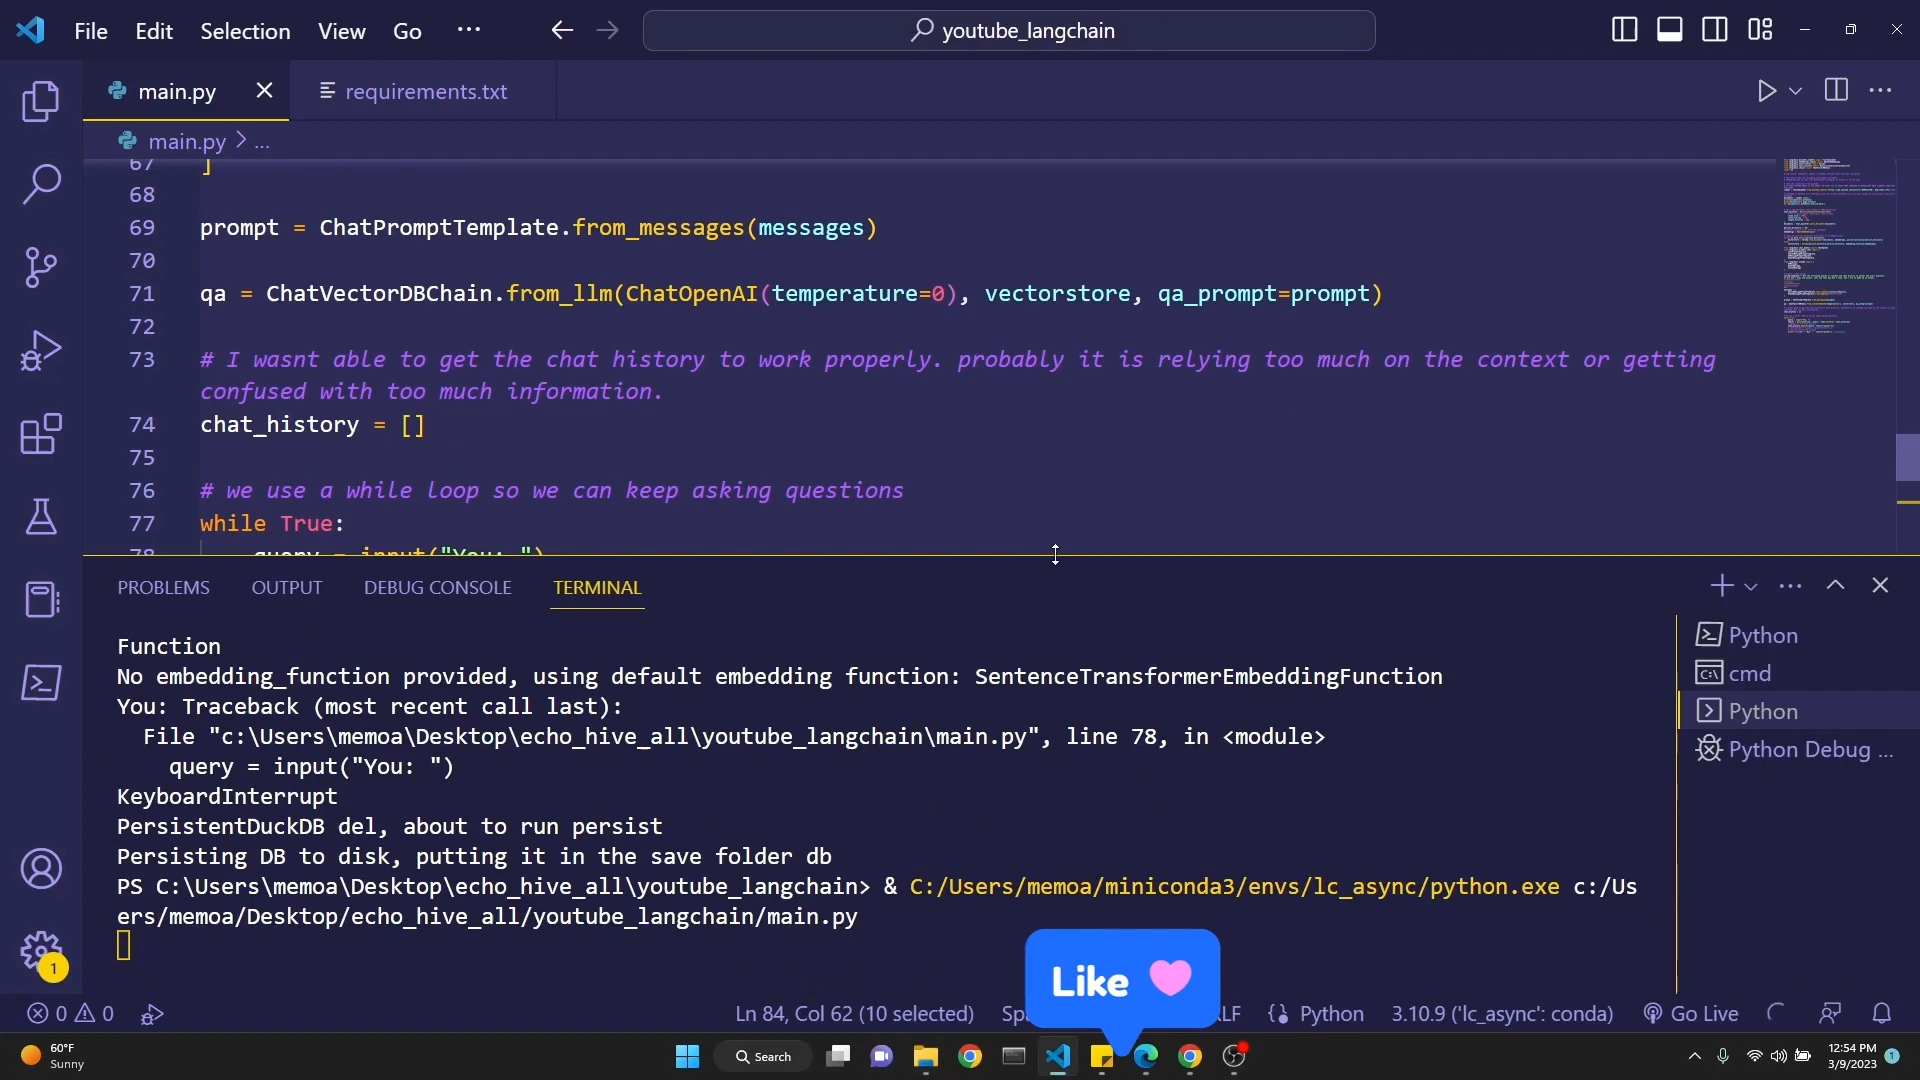 File Edit Selection View Go ··· youtube_langchain
main.py requirements.txt
main.py > ...
67 ]
68
69 prompt = ChatPromptTemplate.from_messages(messages)
70
71 qa = ChatVectorDBChain.from_llm(ChatOpenAI(temperature=0), vectorstore, qa_prompt=prompt)
72
73 # I wasnt able to get the chat history to work properly. probably it is relying too much on the context or getting
confused with too much information.
74 chat_history = []
75
76 # we use a while loop so we can keep asking questions
77 while True:
78 query = input("You: ")
PROBLEMS OUTPUT DEBUG CONSOLE TERMINAL
Function
No embedding_function provided, using default embedding function: SentenceTransformerEmbeddingFunction
You: Traceback (most recent call last):
File "c:\Users\memoa\Desktop\echo_hive_all\youtube_langchain\main.py", line 78, in <module>
query = input("You: ")
KeyboardInterrupt
PersistentDuckDB del, about to run persist
Persisting DB to disk, putting it in the save folder db
PS C:\Users\memoa\Desktop\echo_hive_all\youtube_langchain> & C:/Users/memoa/miniconda3/envs/lc_async/python.exe c:/Us
ers/memoa/Desktop/echo_hive_all/youtube_langchain/main.py
Python
cmd
Python
Python Debug ...
Like
1
0 0 Ln 84, Col 62 (10 selected) Sp LF {} Python 3.10.9 ('lc_async': conda) Go Live
60°F
Sunny
Search
12:54 PM
3/9/2023
1